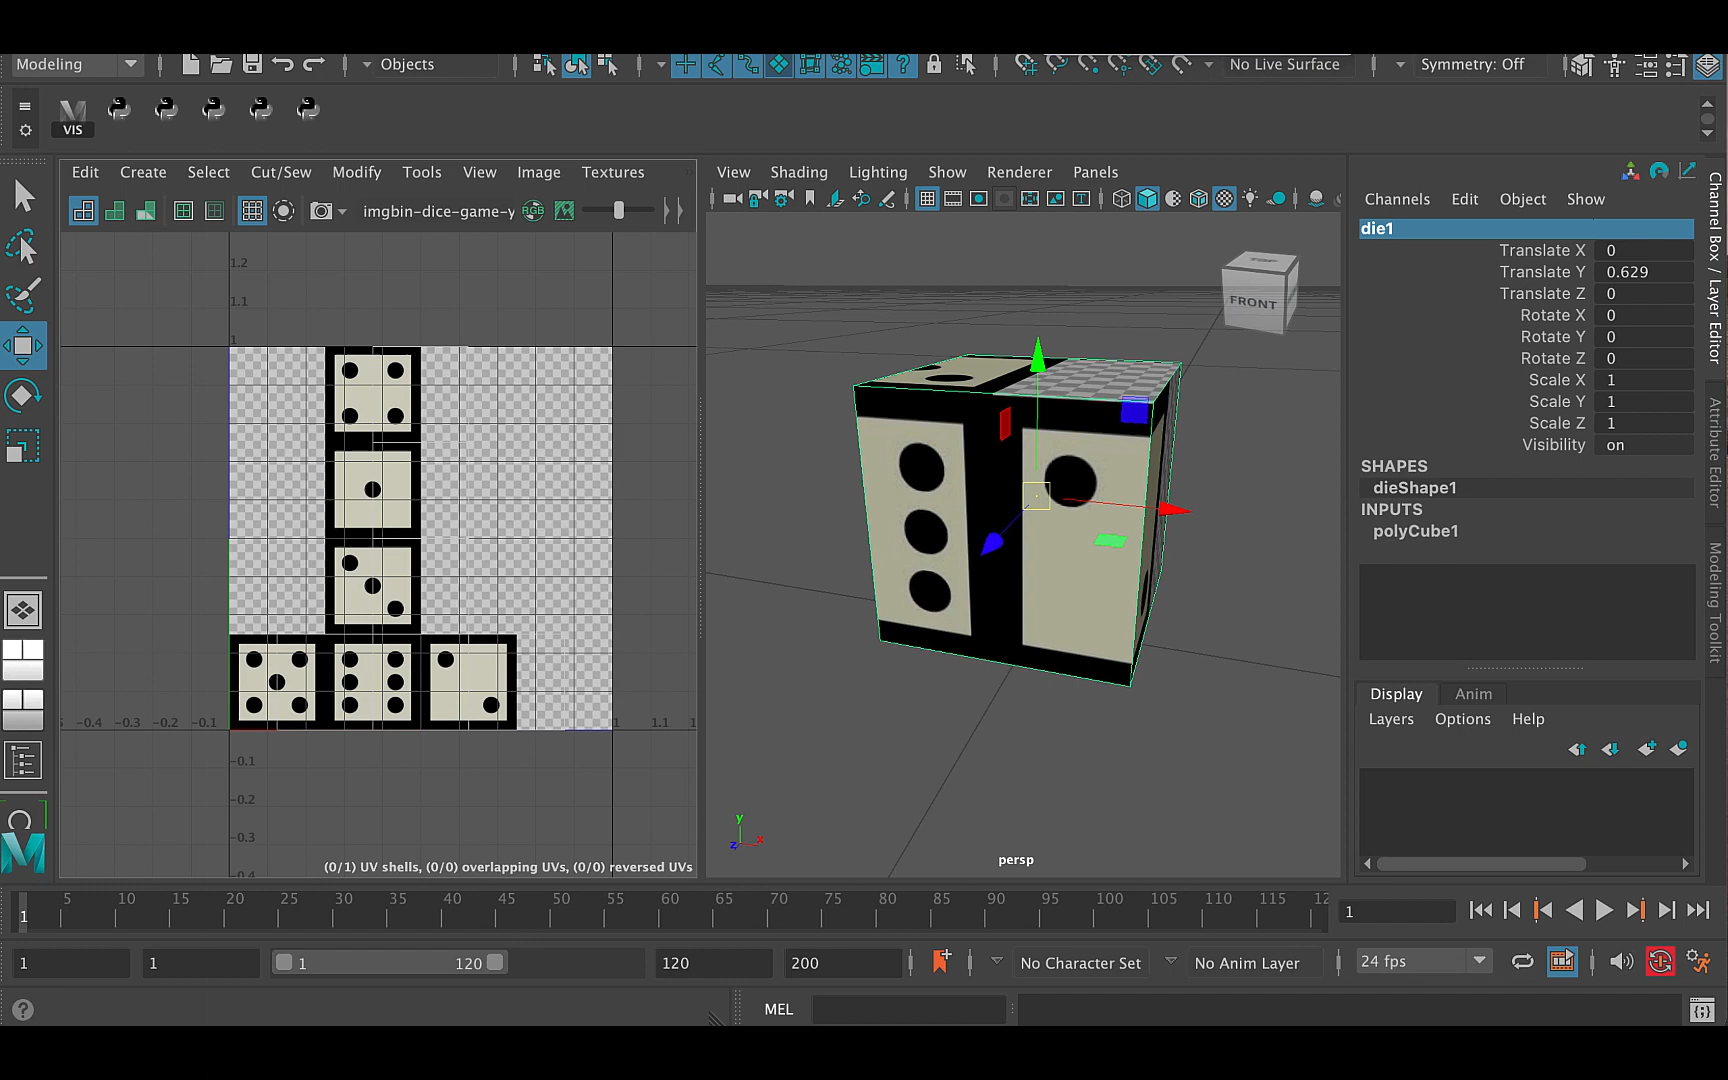 Modeling Objects No Live Surface Symmetry: Off
VIS
Edit Create Select Cut/Sew Modify Tools View Image Textures
imgbin-dice-game-y RGB
1.2
1.1
1
-0.4 -0.3 -0.2 -0.1 1 1.1
-0.1
-0.2
-0.3
(0/1) UV shells, (0/0) overlapping UVs, (0/0) reversed UVs
View Shading Lighting Show Renderer Panels
TOP
FRONT
y
z x
persp
Channels Edit Object Show
die1
Translate X 0
Translate Y 0.629
Translate Z 0
Rotate X 0
Rotate Y 0
Rotate Z 0
Scale X 1
Scale Y 1
Scale Z 1
Visibility on
SHAPES
dieShape1
INPUTS
polyCube1
Display Anim
Layers Options Help
Channel Box / Layer Editor
Attribute Editor
Modeling Toolkit
5 10 15 20 25 30 35 40 45 50 55 60 65 70 75 80 85 90 95 100 105 110 115
1
1
1 1 1 120 120 200 No Character Set No Anim Layer 24 fps
MEL